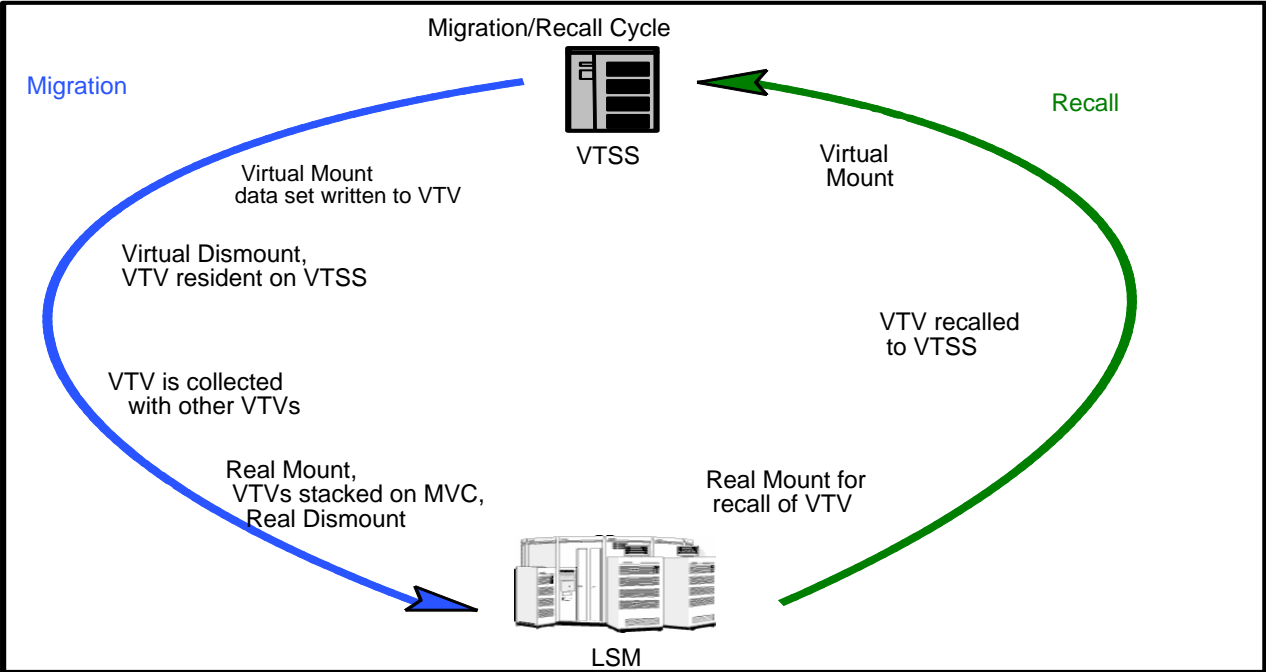 Migration/Recall Cycle
Migration
Recall
VTSS
Virtual Mount
data set written to VTV
Virtual Dismount,
VTV resident on VTSS
VTV is collected
with other VTVs
Real Mount,
VTVs stacked on MVC,
Real Dismount
LSM
Real Mount for
recall of VTV
VTV recalled
to VTSS
Virtual
Mount